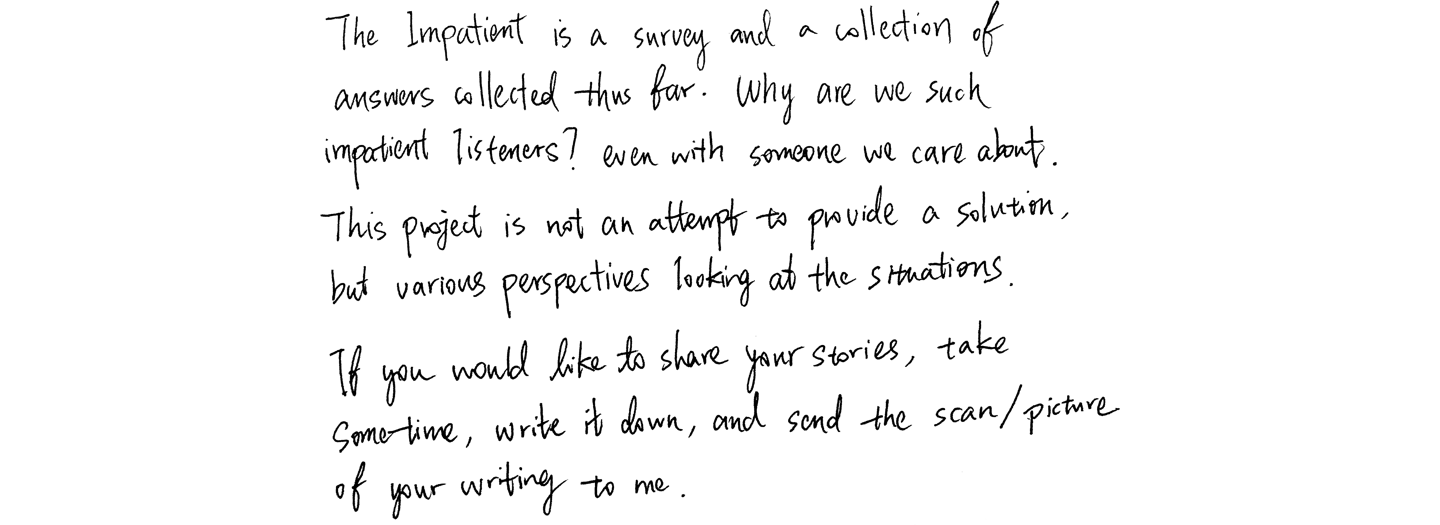 The Impatient is a survey and a collection of
answers collected thus far. Why are we such
impatient listeners? even with someone we care about.
This project is not an attempt to provide a solution,
but various perspectives looking at the situations.
If you would like to share your stories, take
Sometime, write it down, and send the scan/picture
of your writing to me.